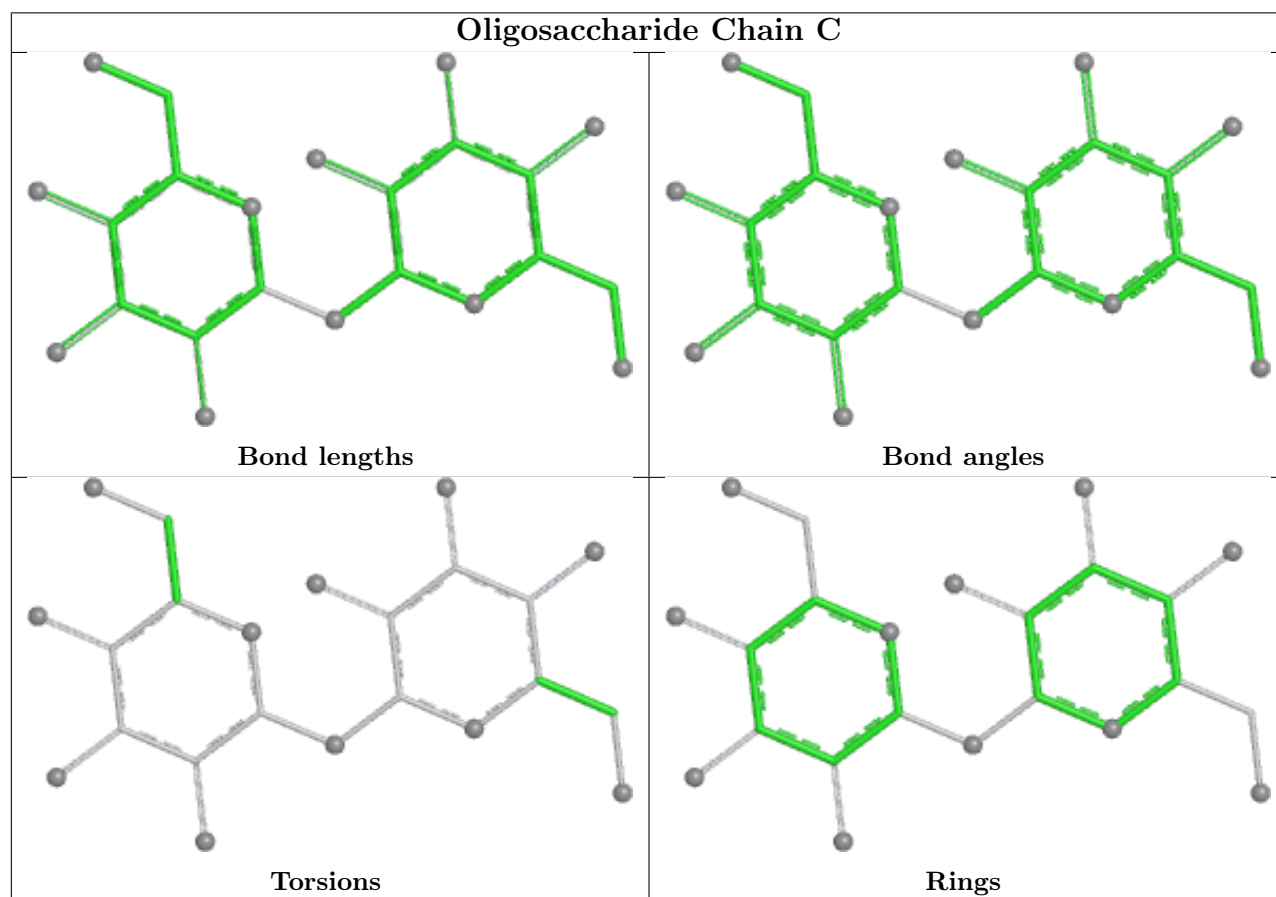 Oligosaccharide Chain C
Bond lengths
Bond angles
Torsions
Rings